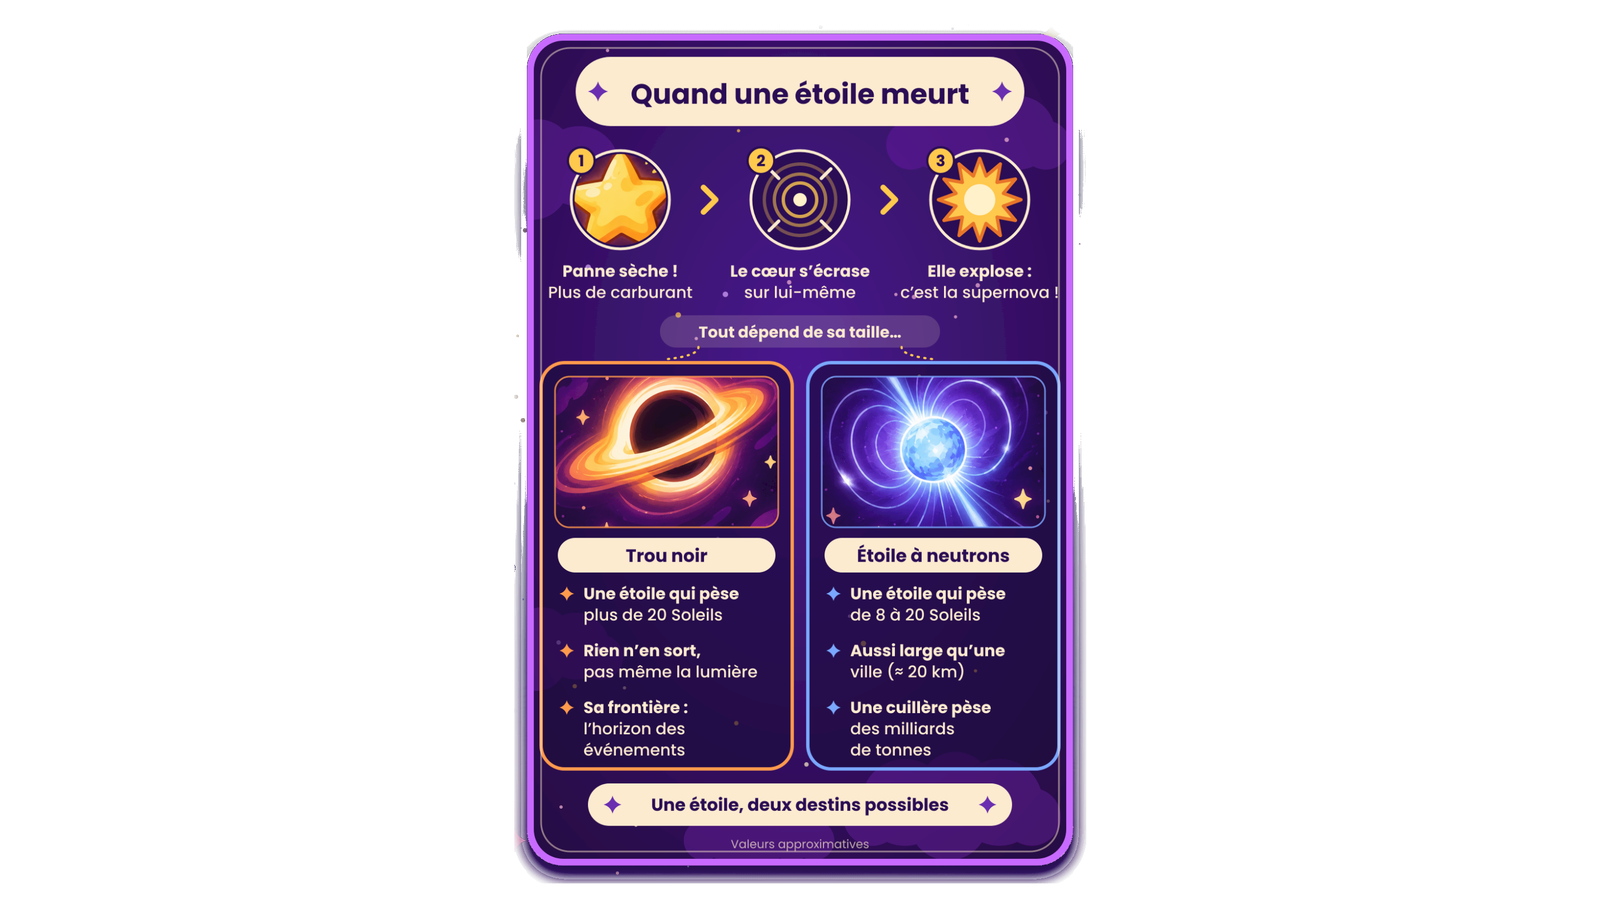 Quand une étoile meurt
1
2
3
Panne sèche !
Plus de carburant
Le cœur s’écrase
sur lui-même
Elle explose :
c’est la supernova !
Tout dépend de sa taille…
Trou noir
Une étoile qui pèse
plus de 20 Soleils
Rien n’en sort,
pas même la lumière
Sa frontière :
l’horizon des
événements
Étoile à neutrons
Une étoile qui pèse
de 8 à 20 Soleils
Aussi large qu’une
ville (≈ 20 km)
Une cuillère pèse
des milliards
de tonnes
Une étoile, deux destins possibles
Valeurs approximatives